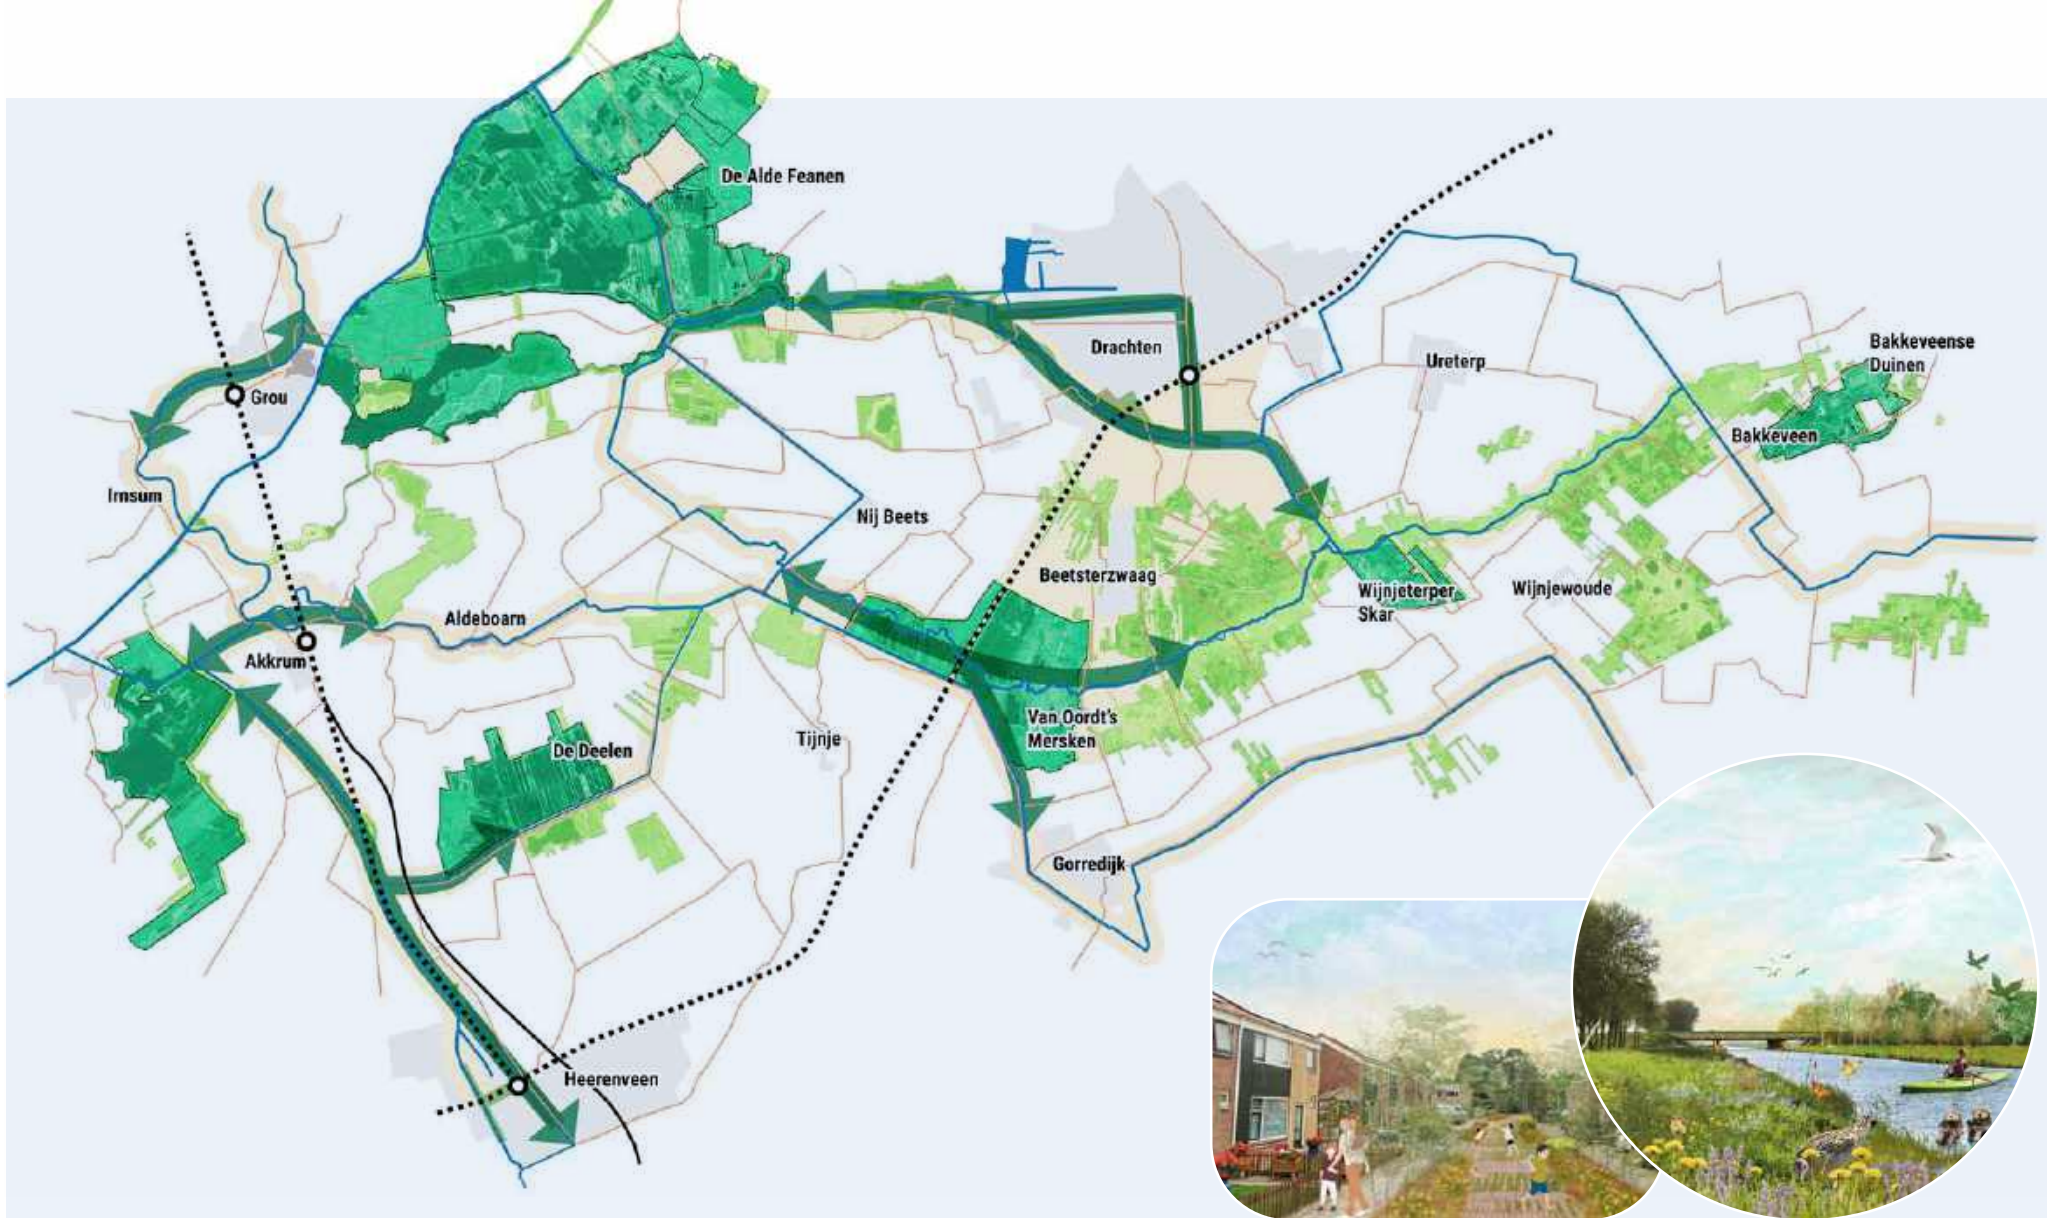 De Alde Feanen
Drachten
Ureterp
Bakkeveense
Duinen
Grou
Bakkeveen
Irnsum
Nij Beets
Beetsterzwaag
Wijnjeterper
Skar
Wijnjewoude
Aldeboarn
Akkrum
Van Oordt's
Mersken
Tijnje
De Deelen
Gorredijk
Heerenveen